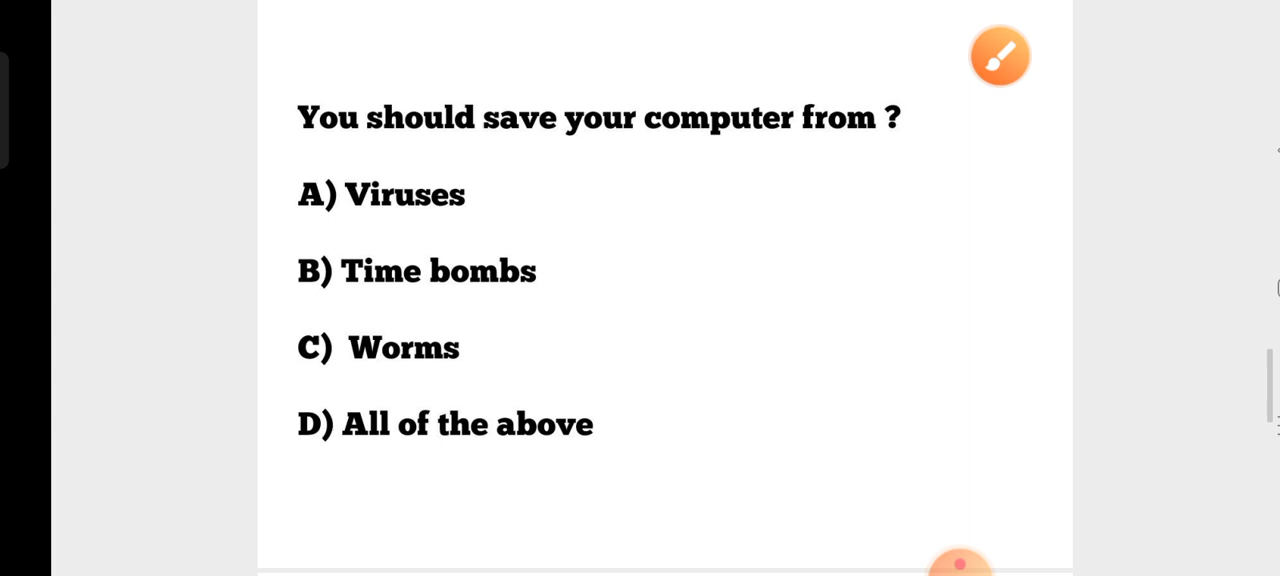 You should save your computer from ?
A) Viruses
B) Time bombs
C) Worms
D) All of the above